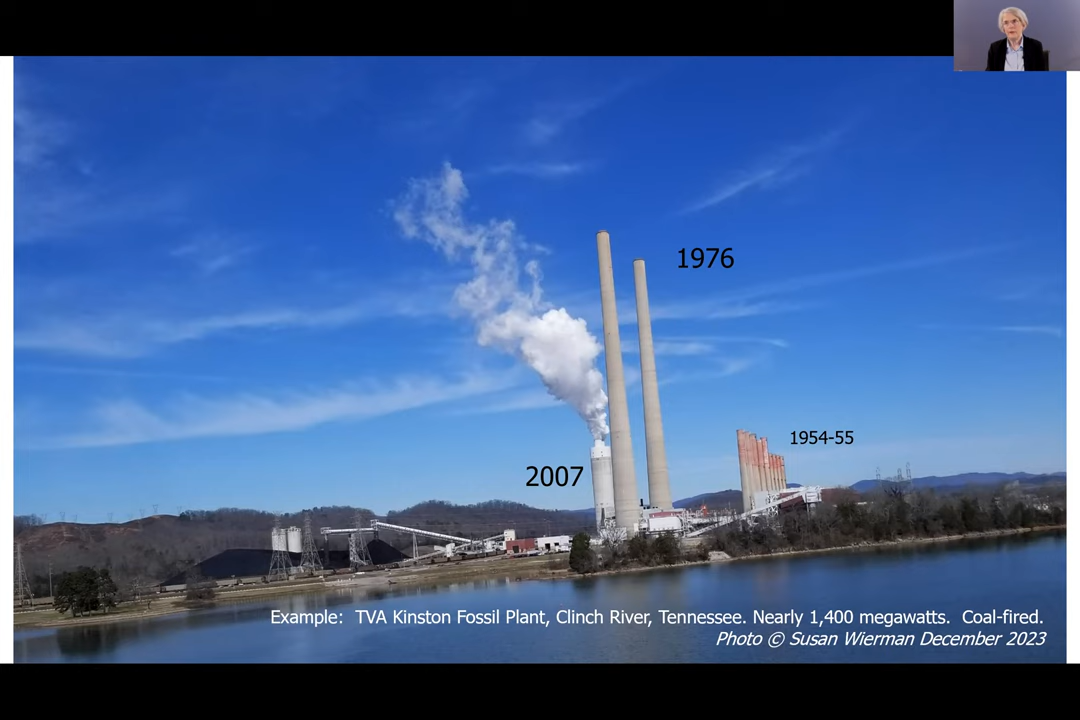 1976
1954-55
2007
Example: TVA Kinston Fossil Plant, Clinch River, Tennessee. Nearly 1,400 megawatts. Coal-fired.
Photo © Susan Wierman December 2023